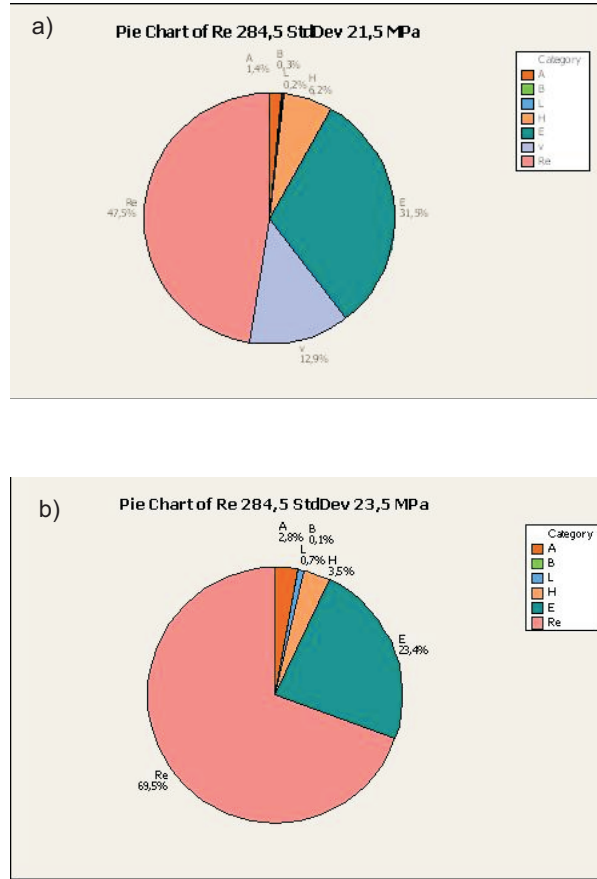 a)
Pie Chart of Re 284,5 StdDev 21,5 MPa
A
1,4%
B
0,3%
L
0,2%
H
6,2%
E
31,5%
v
12,9%
Re
47,5%
Category
A
B
L
H
E
v
Re
b)
Pie Chart of Re 284,5 StdDev 23,5 MPa
A
2,8%
B
0,1%
L
0,7%
H
3,5%
E
23,4%
Re
69,5%
Category
A
B
L
H
E
Re